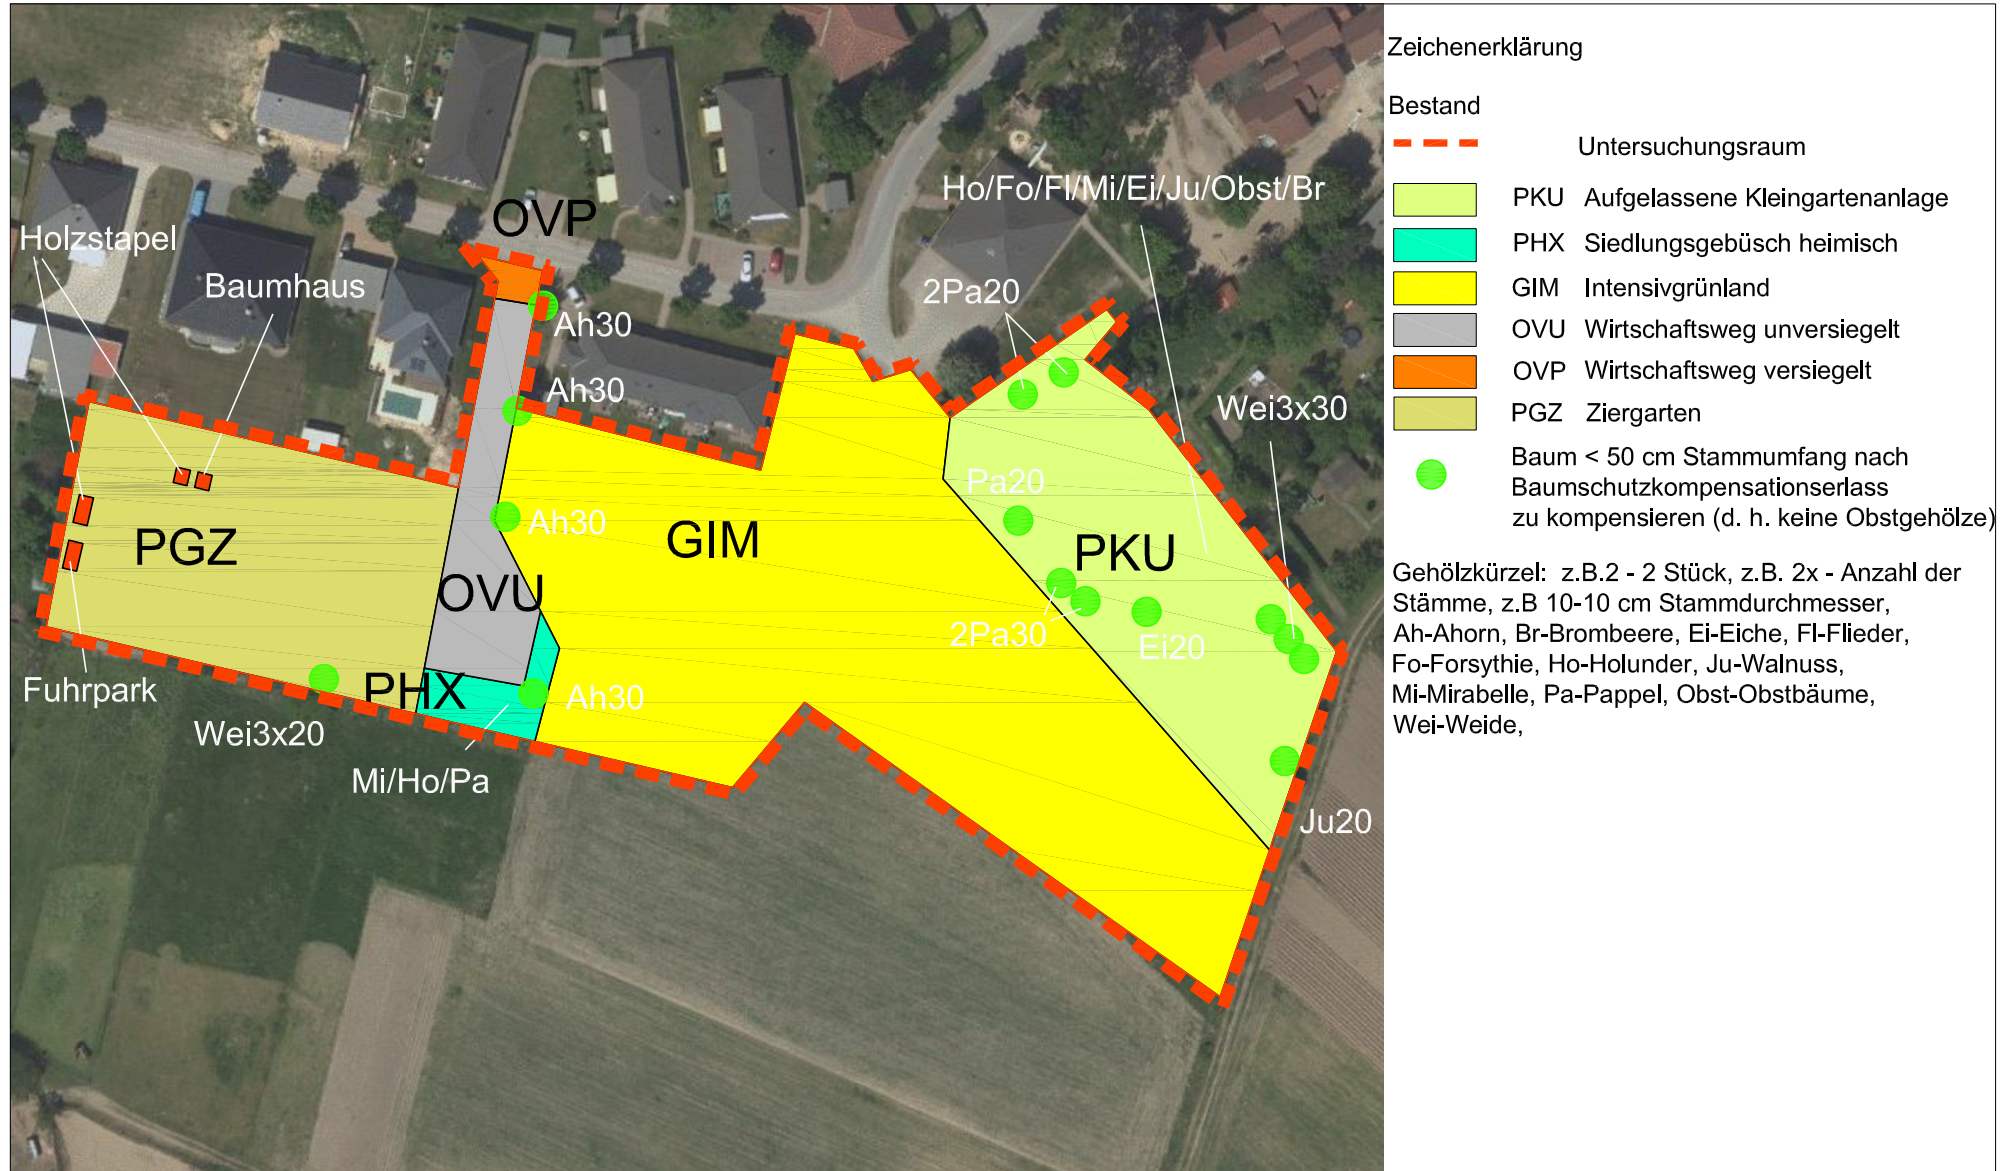 Zeichenerklärung
Bestand
Untersuchungsraum
PKU Aufgelassene Kleingartenanlage
PHX Siedlungsgebüsch heimisch
GIM Intensivgrünland
OVU Wirtschaftsweg unversiegelt
OVP Wirtschaftsweg versiegelt
PGZ Ziergarten
Baum < 50 cm Stammumfang nach
Baumschutzkompensationserlass
zu kompensieren (d. h. keine Obstgehölze)
Gehölzkürzel: z.B.2 - 2 Stück, z.B. 2x - Anzahl der
Stämme, z.B 10-10 cm Stammdurchmesser,
Ah-Ahorn, Br-Brombeere, Ei-Eiche, Fl-Flieder,
Fo-Forsythie, Ho-Holunder, Ju-Walnuss,
Mi-Mirabelle, Pa-Pappel, Obst-Obstbäume,
Wei-Weide,
Ho/Fo/Fl/Mi/Ei/Ju/Obst/Br
OVP
Holzstapel
Baumhaus
2Pa20
Ah30
Ah30
Wei3x30
Pa20
Ah30
GIM
PKU
PGZ
OVU
2Pa30
Ei20
Fuhrpark
PHX
Ah30
Wei3x20
Mi/Ho/Pa
Ju20